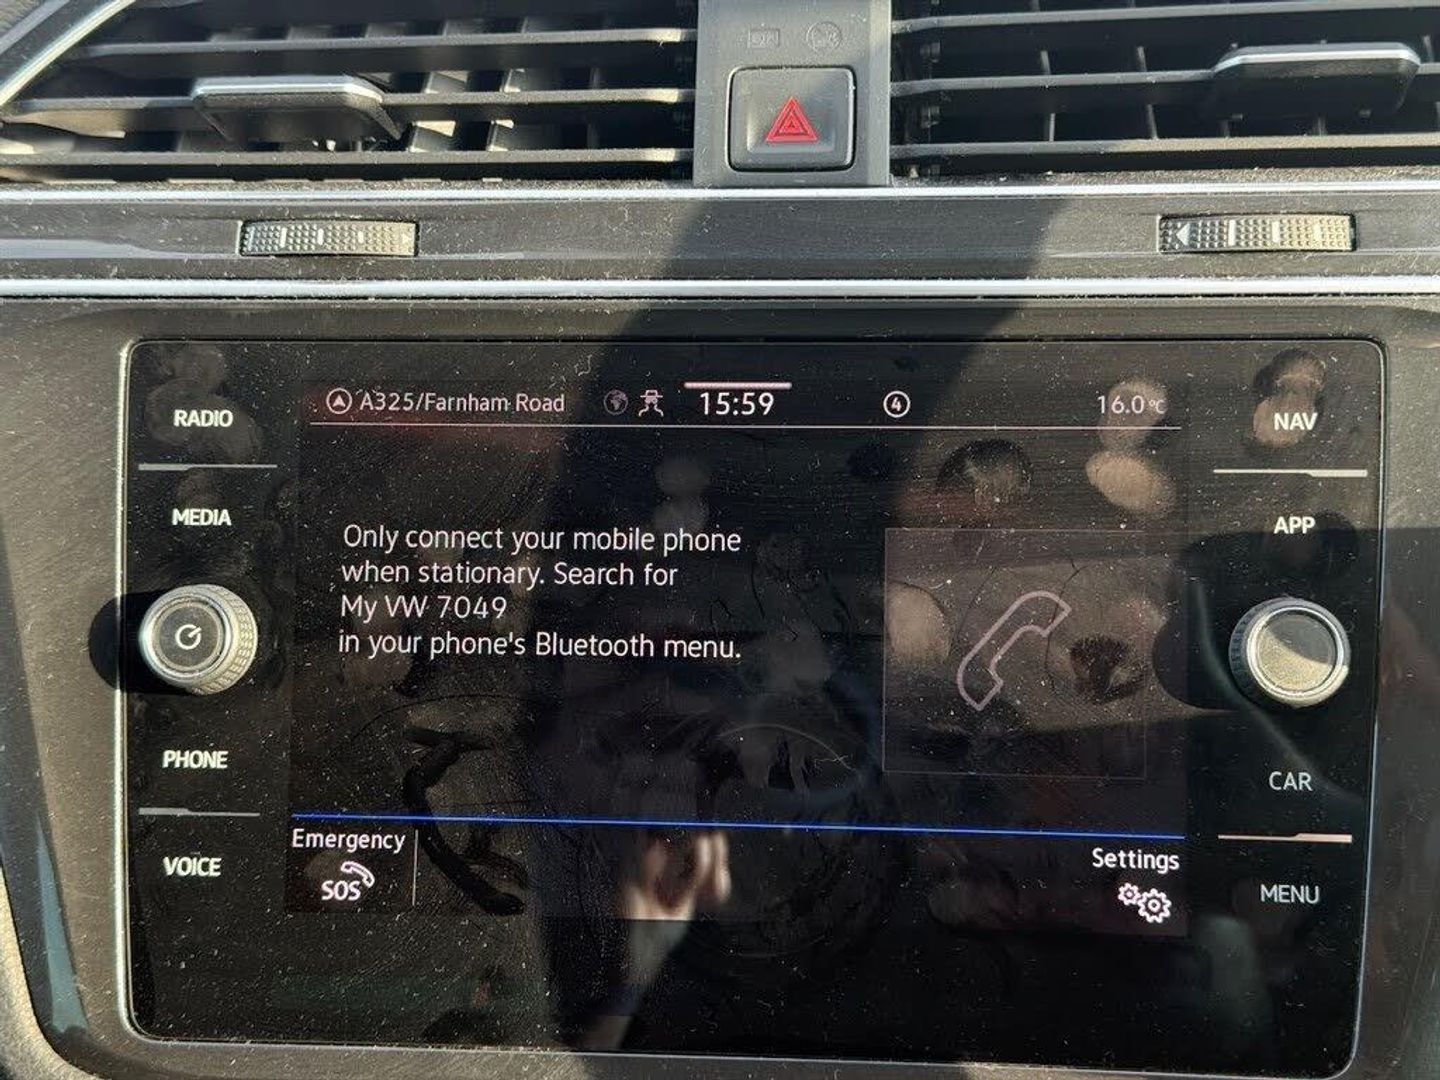 RADIO
MEDIA
PHONE
VOICE
A325/Farnham Road
15:59
4
16.0 °C
Only connect your mobile phone
when stationary. Search for
My VW 7049
in your phone's Bluetooth menu.
Emergency
SOS
Settings
NAV
APP
CAR
MENU